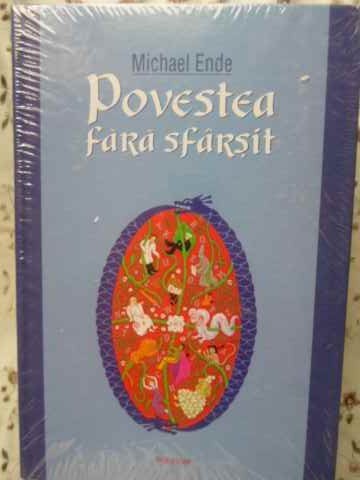 Michael Ende
Povestea
fără sfârșit